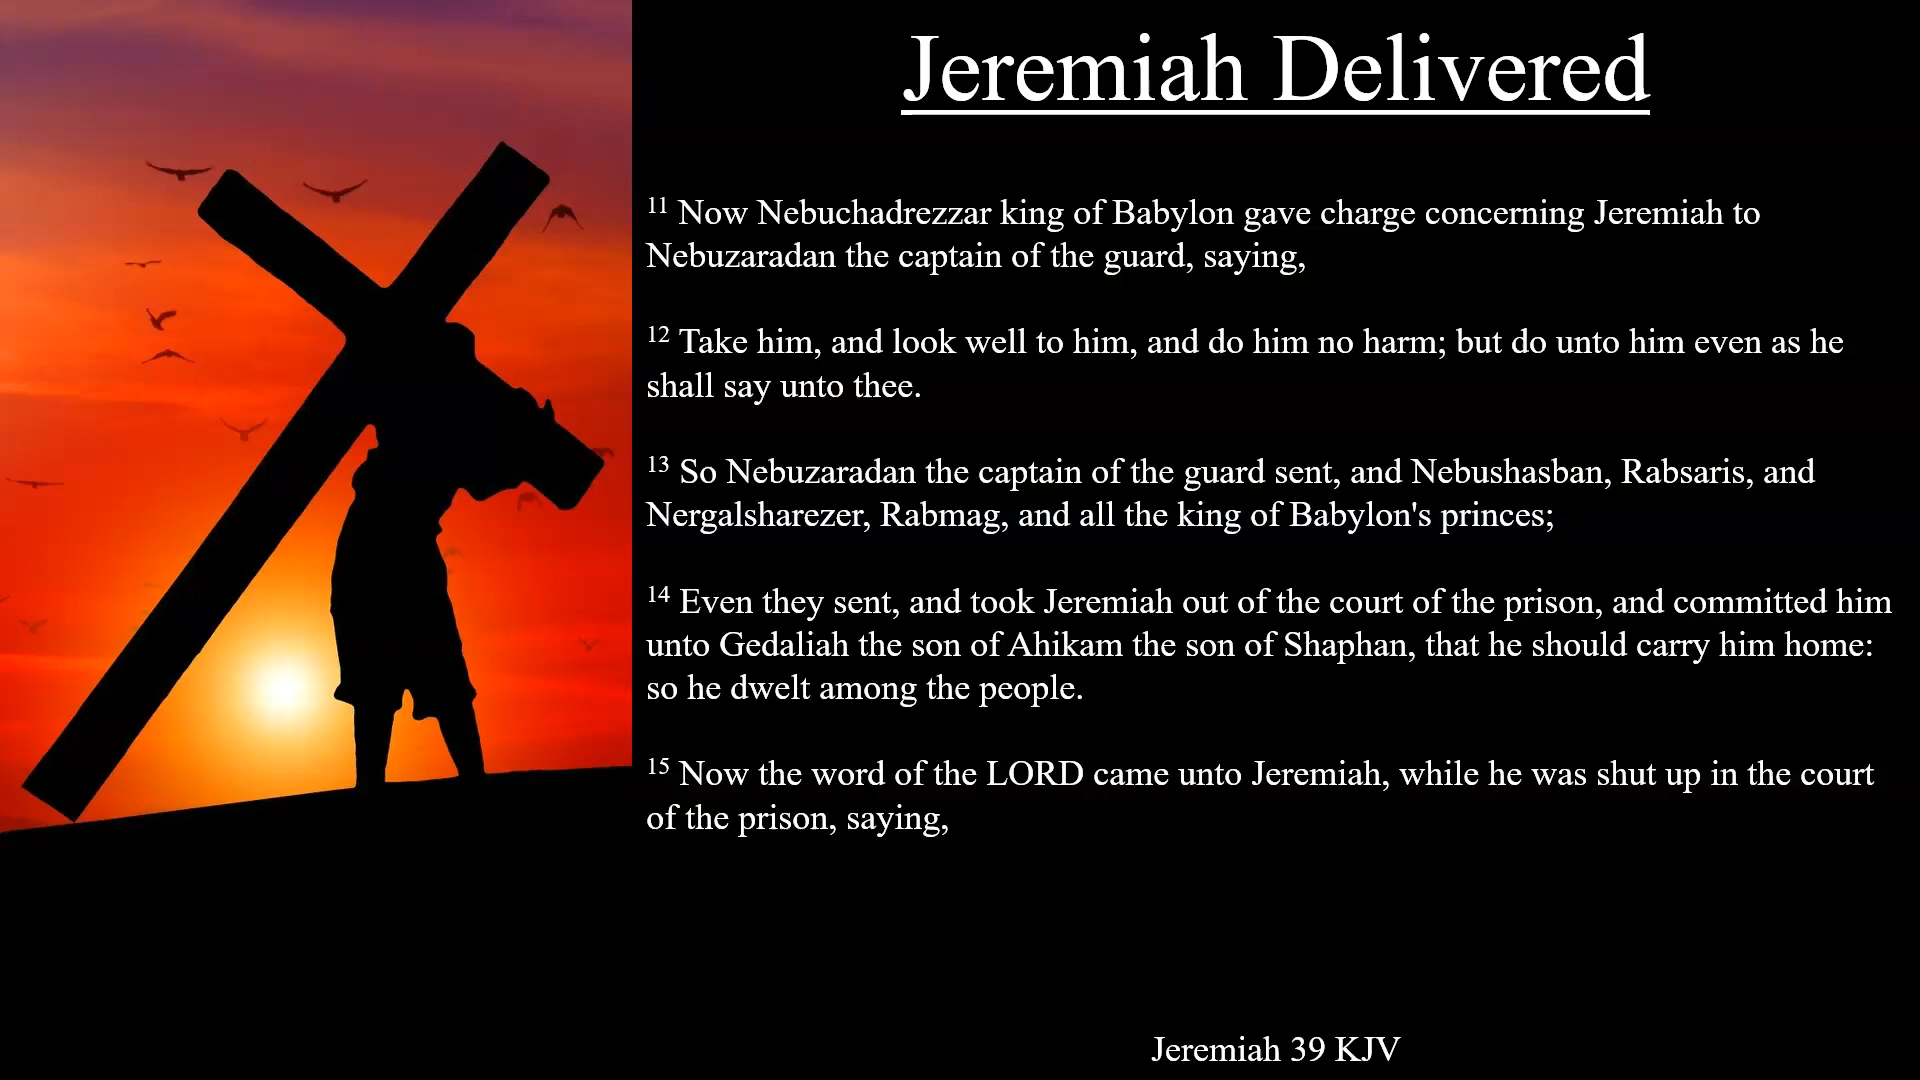 Jeremiah Delivered
11 Now Nebuchadrezzar king of Babylon gave charge concerning Jeremiah to
Nebuzaradan the captain of the guard, saying,
12 Take him, and look well to him, and do him no harm; but do unto him even as he
shall say unto thee.
13 So Nebuzaradan the captain of the guard sent, and Nebushasban, Rabsaris, and
Nergalsharezer, Rabmag, and all the king of Babylon's princes;
14 Even they sent, and took Jeremiah out of the court of the prison, and committed him
unto Gedaliah the son of Ahikam the son of Shaphan, that he should carry him home:
so he dwelt among the people.
15 Now the word of the LORD came unto Jeremiah, while he was shut up in the court
of the prison, saying,
Jeremiah 39 KJV